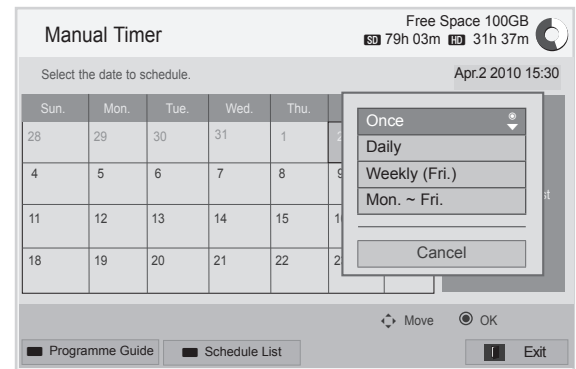 Manual Timer
Free Space 100GB
SD 79h 03m HD 31h 37m
Select the date to schedule.
Apr.2 2010 15:30
Sun. Mon. Tue. Wed. Thu.
28 29 30 31 1 2
4 5 6 7 8 9
11 12 13 14 15
18 19 20 21 22
Once
Daily
Weekly (Fri.)
Mon. ~ Fri.
Cancel
Move OK
Programme Guide Schedule List Exit